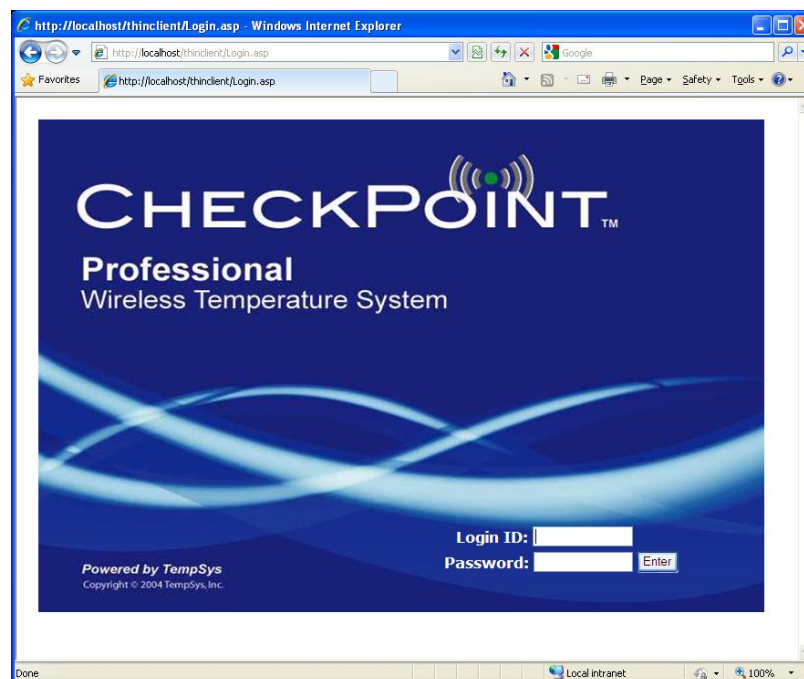 http://localhost/thinclient/Login.asp - Windows Internet Explorer
http://localhost/thinclient/Login.asp
Google
Favorites
http://localhost/thinclient/Login.asp
Page
Safety
Tools
CHECKPOINT™
Professional
Wireless Temperature System
Login ID:
Password:
Enter
Powered by TempSys
Copyright © 2004 TempSys, Inc.
Done
Local intranet
100%